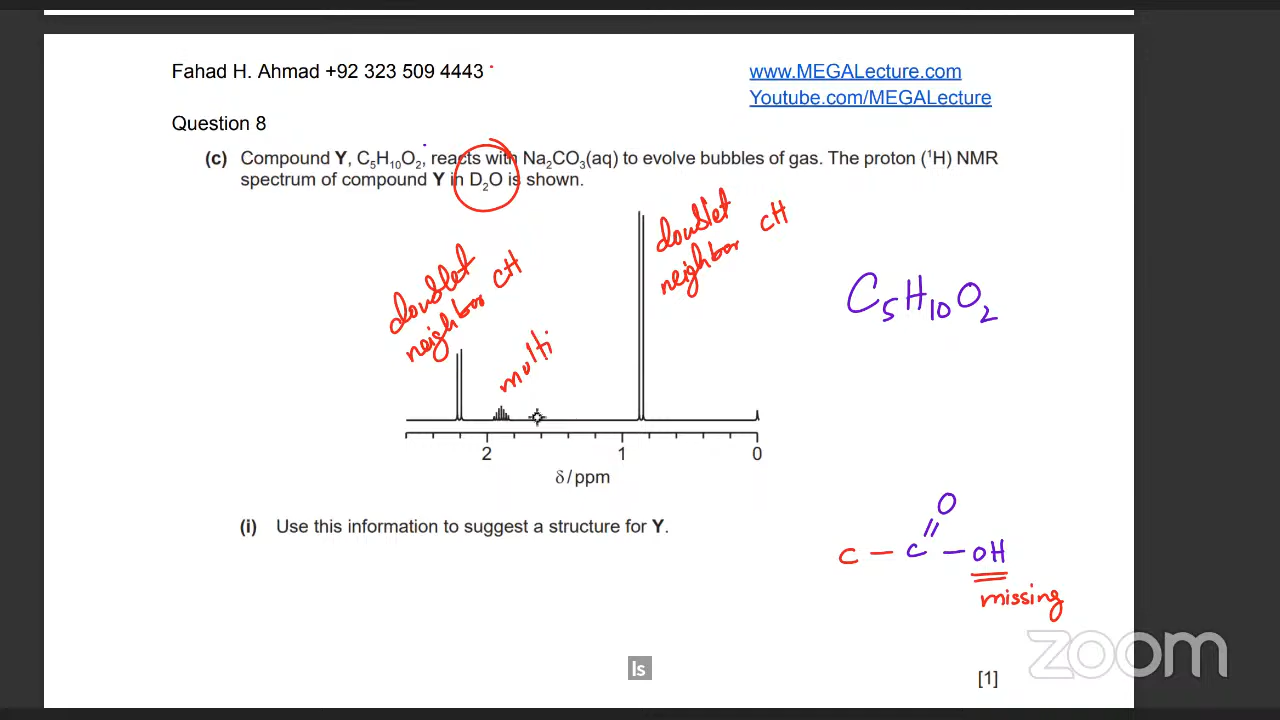 Fahad H. Ahmad +92 323 509 4443
www.MEGALecture.com
Youtube.com/MEGALecture
Question 8
(c) Compound Y, C₅H₁₀O₂, reacts with Na₂CO₃(aq) to evolve bubbles of gas. The proton (¹H) NMR
spectrum of compound Y in D₂O is shown.
doublet
neighbor CH
doublet
neighbor CH
multi
C₅H₁₀O₂
2 1 0
δ/ppm
(i) Use this information to suggest a structure for Y.
O
C — C — OH
missing
zoom
Is
[1]